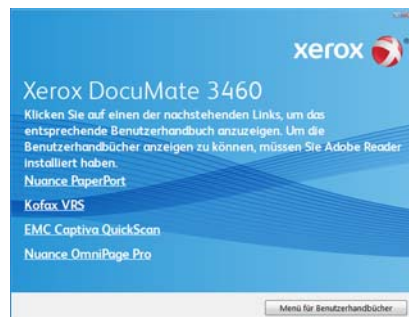 xerox
Xerox DocuMate 3460
Klicken Sie auf einen der nachstehenden Links, um das
entsprechende Benutzerhandbuch anzuzeigen. Um die
Benutzerhandbücher anzeigen zu können, müssen Sie Adobe Reader
installiert haben.
Nuance PaperPort
Kofax VRS
EMC Captiva QuickScan
Nuance OmniPage Pro
Menü für Benutzerhandbücher